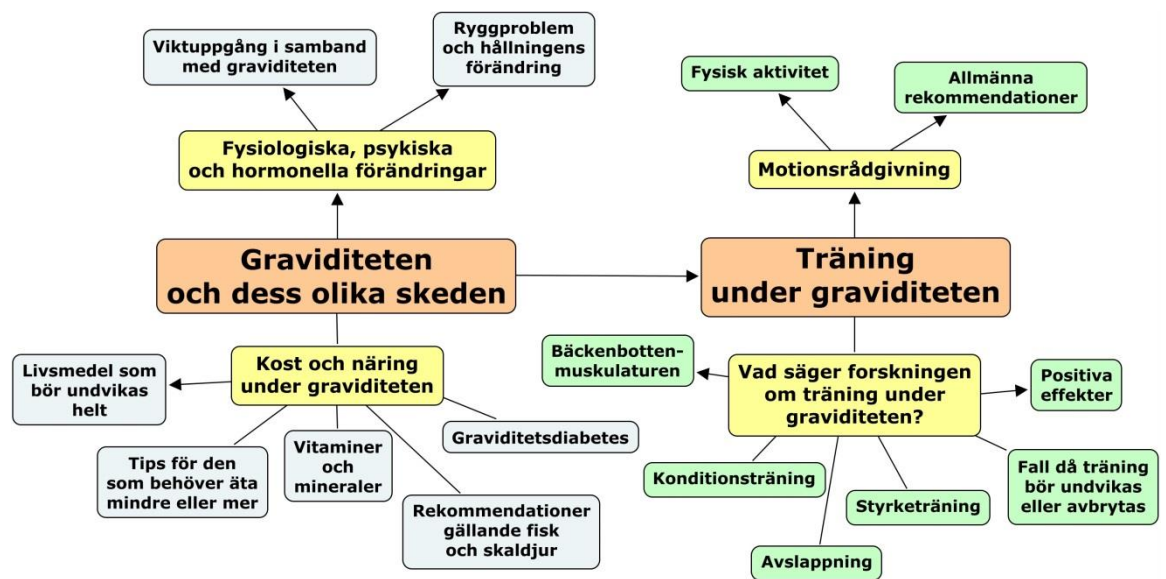 Viktuppgång i samband
med graviditeten
Ryggproblem
och hållningens
förändring
Fysiologiska, psykiska
och hormonella förändringar
Fysisk aktivitet
Allmänna
rekommendationer
Motionsrådgivning
Graviditeten
och dess olika skeden
Träning
under graviditeten
Livsmedel som
bör undvikas
helt
Kost och näring
under graviditeten
Tips för den
som behöver äta
mindre eller mer
Vitaminer
och
mineraler
Graviditetsdiabetes
Rekommendationer
gällande fisk
och skaldjur
Bäckenbotten-
muskulaturen
Vad säger forskningen
om träning under
graviditeten?
Positiva
effekter
Konditionsträning
Avslappning
Styrketräning
Fall då träning
bör undvikas
eller avbrytas